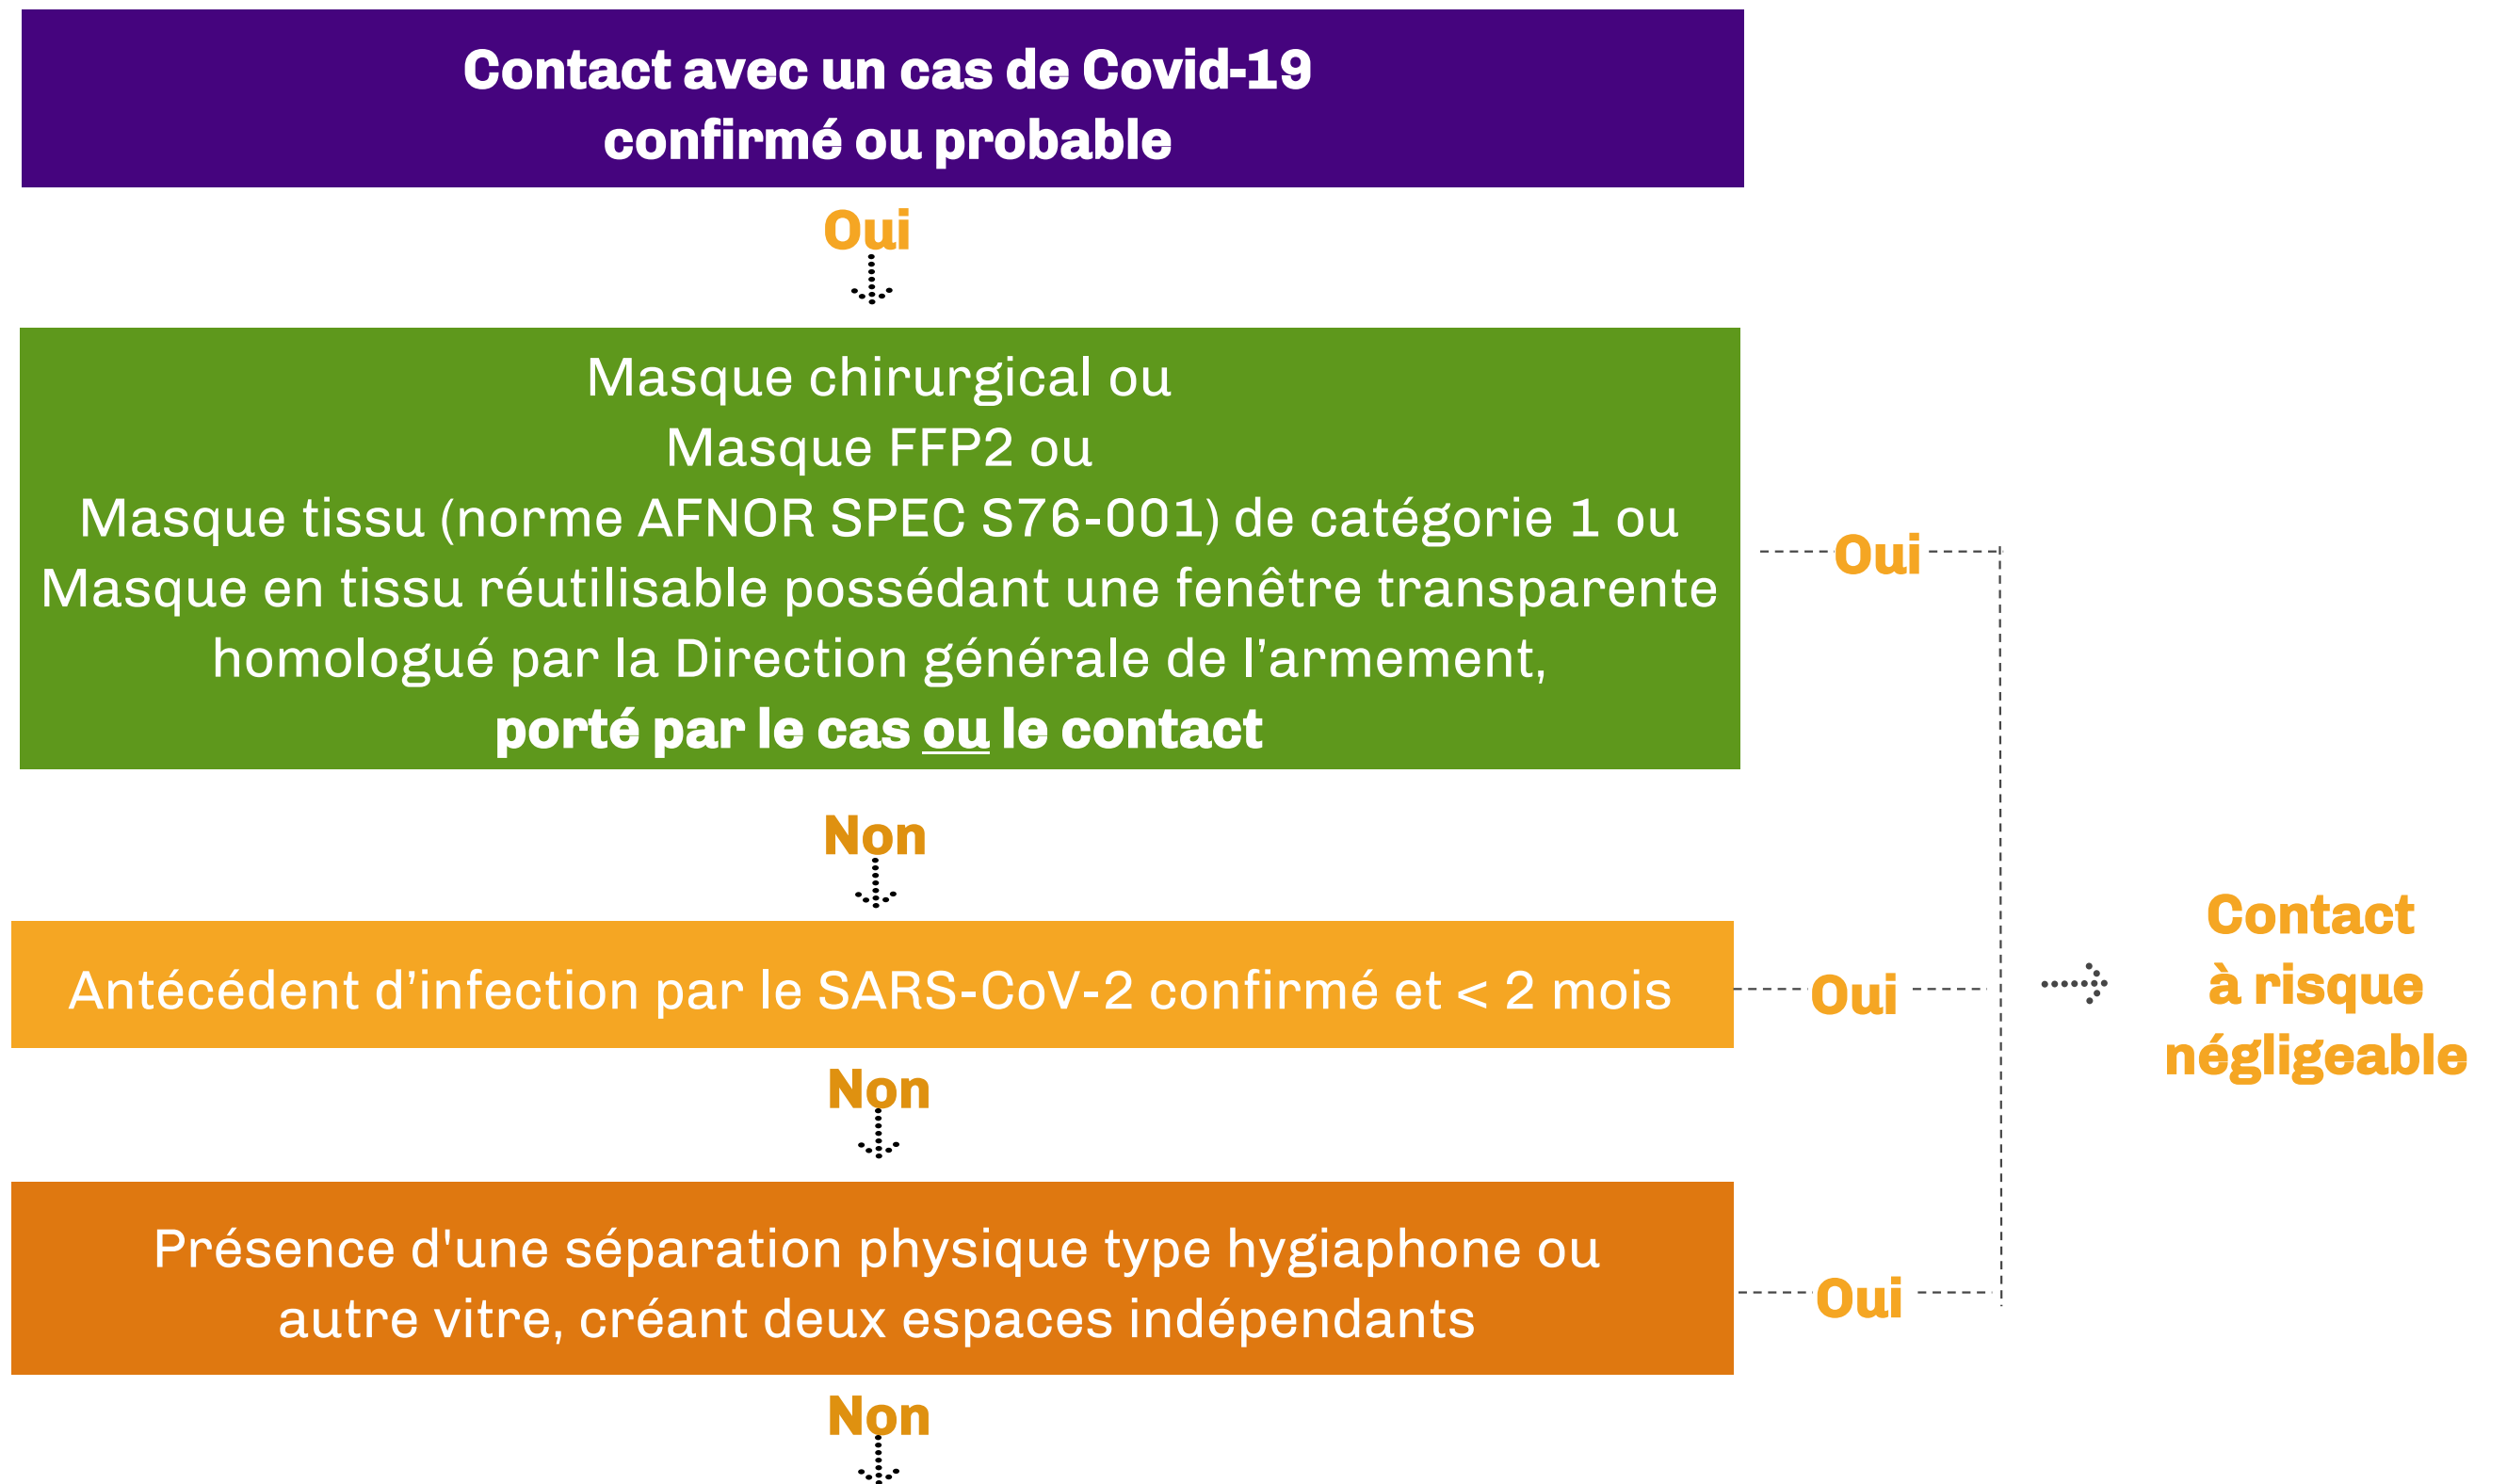 Contact avec un cas de Covid-19
confirmé ou probable
Oui
Masque chirurgical ou
Masque FFP2 ou
Masque tissu (norme AFNOR SPEC S76-001) de catégorie 1 ou
Masque en tissu réutilisable possédant une fenêtre transparente
homologué par la Direction générale de l’armement,
porté par le cas ou le contact
Oui
Non
Antécédent d’infection par le SARS-CoV-2 confirmé et < 2 mois
Oui
Contact
à risque
négligeable
Non
Présence d'une séparation physique type hygiaphone ou
autre vitre, créant deux espaces indépendants
Oui
Non